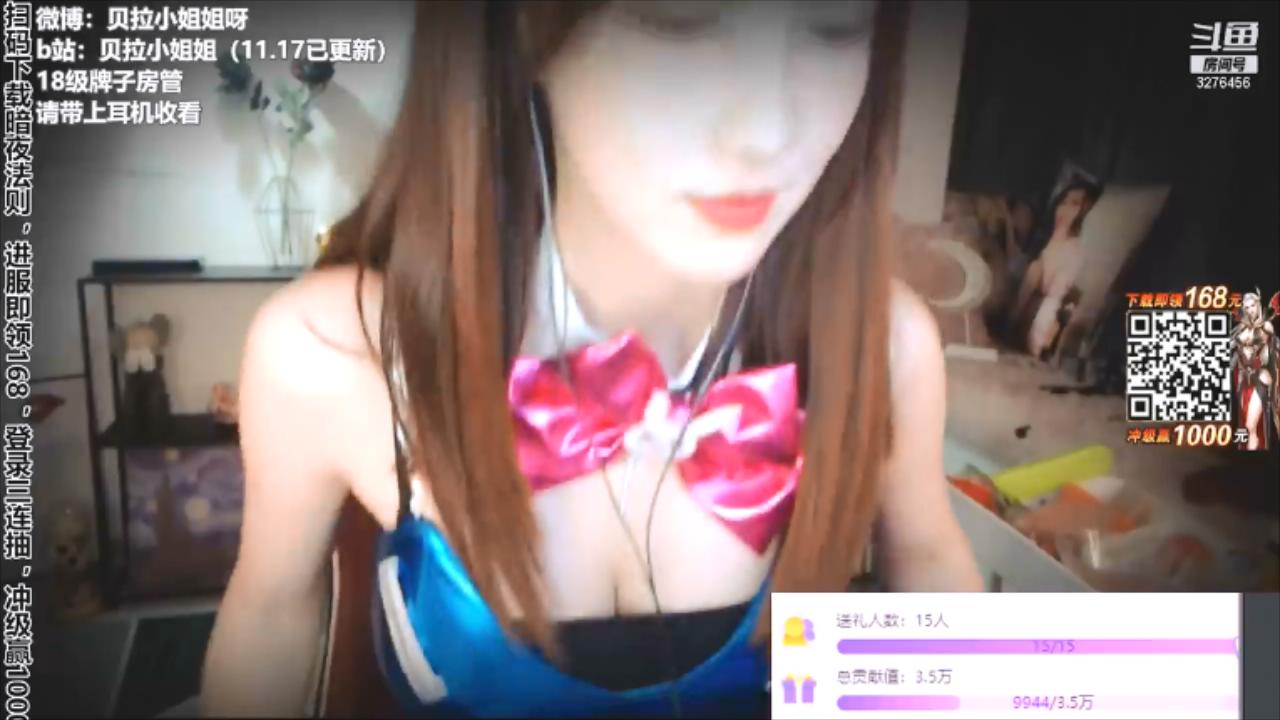 微博：贝拉小姐姐呀
b站：贝拉小姐姐（11.17已更新）
18级牌子房管
请带上耳机收看
扫码下载暗夜法则，进服即领168，登录三连抽，冲级赢100
斗鱼
房间号
3276456
下载即领168元
冲级赢1000元
送礼人数：15人
15/15
总贡献值：3.5万
9944/3.5万